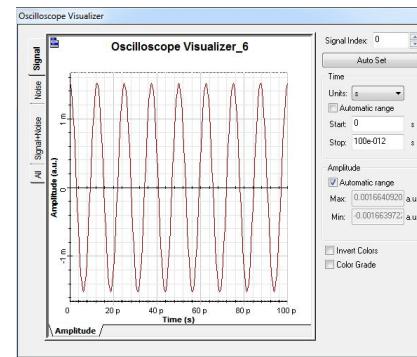 Oscilloscope Visualizer
Oscilloscope Visualizer_6
Signal
Noise
Signal+Noise
All
Amplitude (a.u.)
1 m
0
-1 m
0
20 p
40 p
60 p
80 p
100 p
Time (s)
Amplitude
Signal Index: 0
Auto Set
Time
Units: s
Automatic range
Start: 0 s
Stop: 100e-012 s
Amplitude
Automatic range
Max: 0.0016640920 a.u
Min: -0.001663972 a.u
Invert Colors
Color Grade